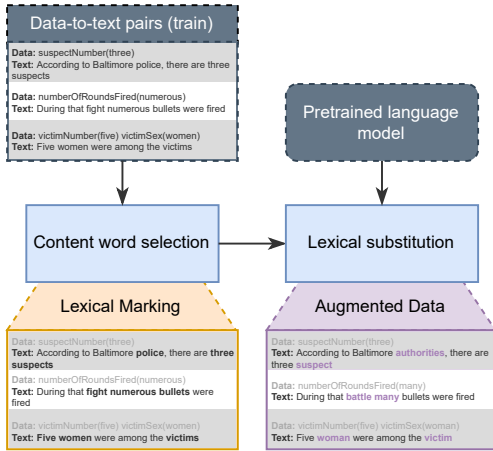 Data-to-text pairs (train)
Data: suspectNumber(three)
Text: According to Baltimore police, there are three
suspects
Data: numberOfRoundsFired(numerous)
Text: During that fight numerous bullets were fired
Data: victimNumber(five) victimSex(women)
Text: Five women were among the victims
Pretrained language
model
Content word selection
Lexical substitution
Lexical Marking
Data: suspectNumber(three)
Text: According to Baltimore police, there are three
suspects
Data: numberOfRoundsFired(numerous)
Text: During that fight numerous bullets were
fired
Data: victimNumber(five) victimSex(women)
Text: Five women were among the victims
Augmented Data
Data: suspectNumber(three)
Text: According to Baltimore authorities, there are
three suspect
Data: numberOfRoundsFired(many)
Text: During that battle many bullets were fired
Data: victimNumber(five) victimSex(woman)
Text: Five woman were among the victim